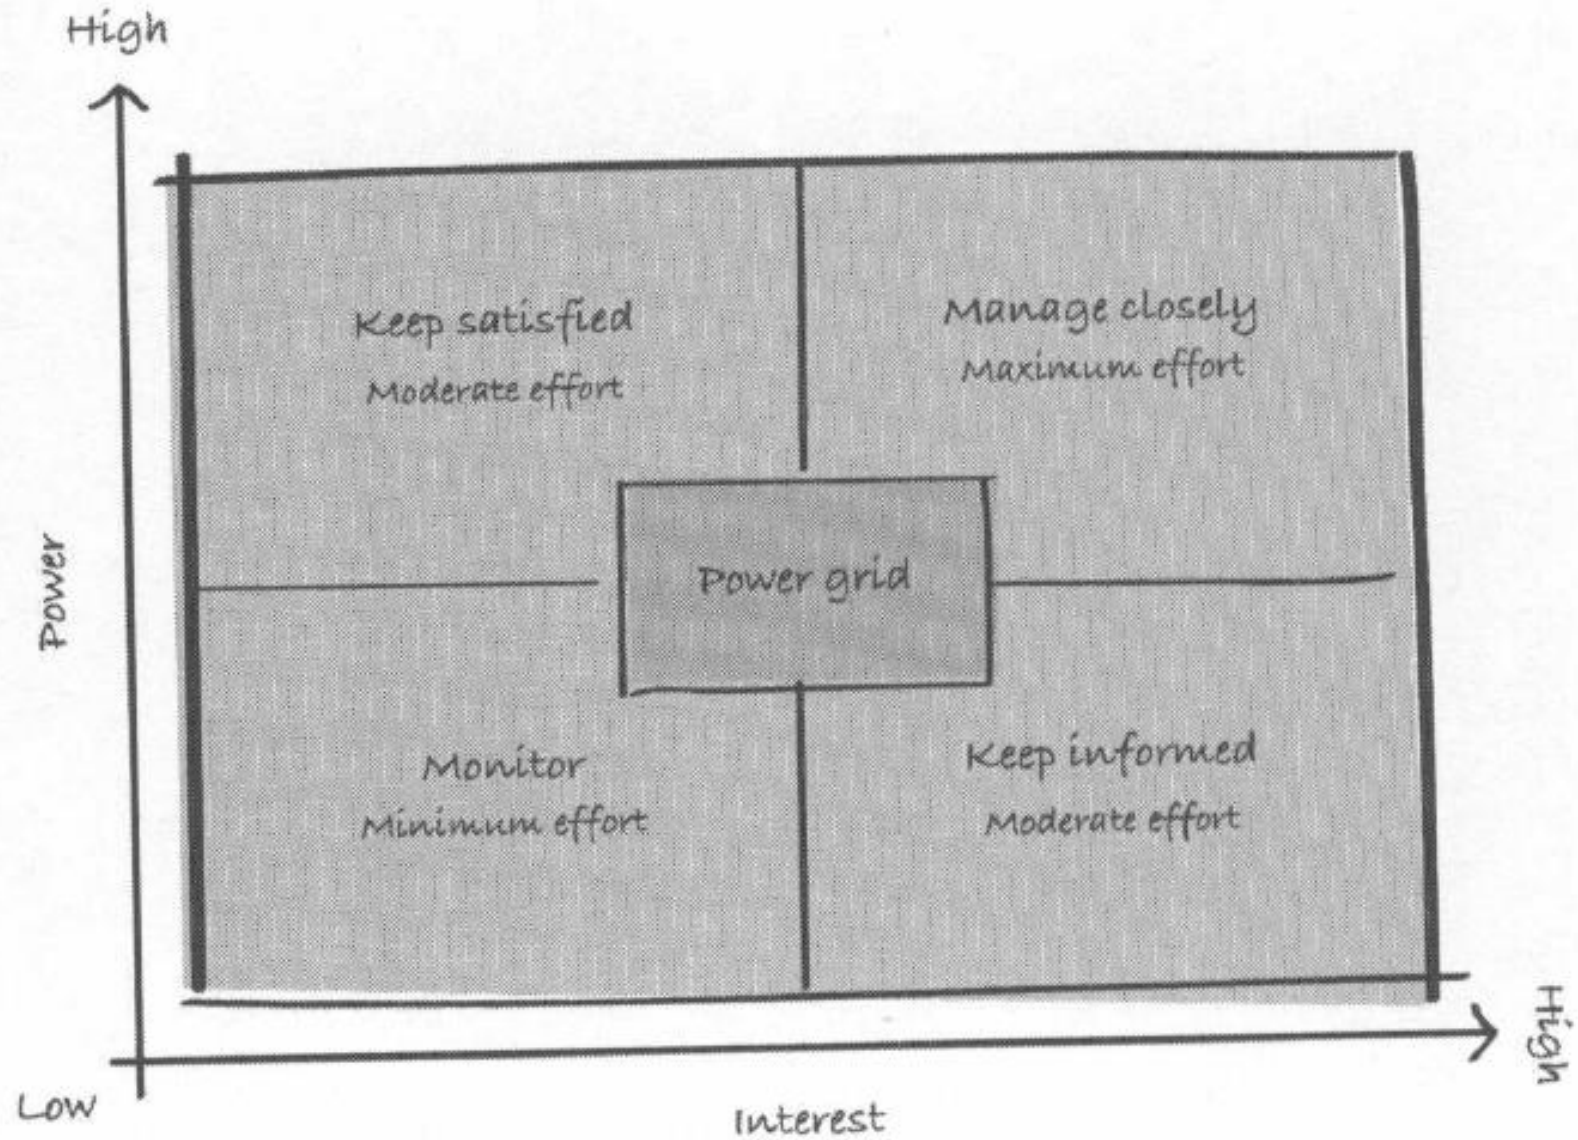 High
Keep satisfied
Moderate effort
Manage closely
Maximum effort
Power
Power grid
Monitor
Minimum effort
Keep informed
Moderate effort
Low
Interest
High